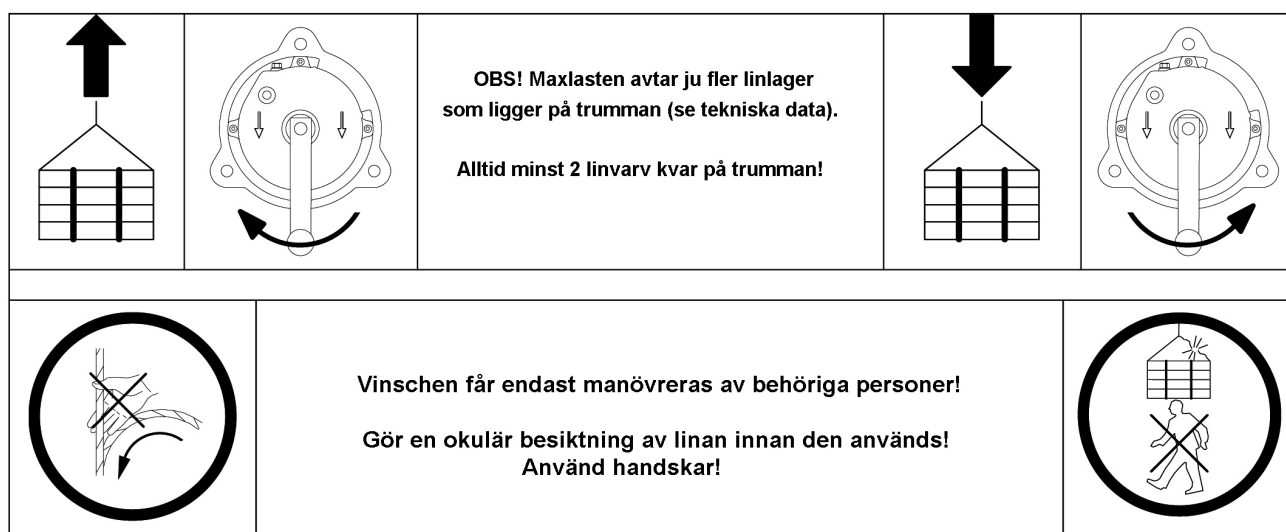 OBS! Maxlasten avtar ju fler linlager
som ligger på trumman (se tekniska data).
Alltid minst 2 linvarv kvar på trumman!
Vinschen får endast manövreras av behöriga personer!
Gör en okulär besiktning av linan innan den används!
Använd handskar!